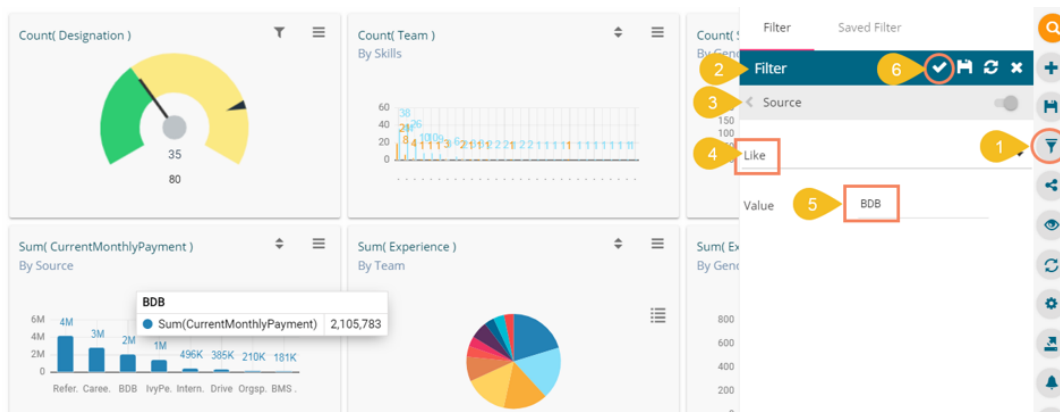 Count( Designation )
35
80
Count( Team )
By Skills
60
40
20
0
38
26
Count( S
By Gend
150
100
Filter
Saved Filter
2
Filter
6
3
Source
1
4
Like
Value
5
BDB
Sum( CurrentMonthlyPayment )
By Source
BDB
Sum(CurrentMonthlyPayment) 2,105,783
6M
4M
2M
0
4M
3M
2M
1M
496K
385K
210K
181K
Refer. Caree. BDB IvyPe. Intern. Drive Orgsp. BMS .
Sum( Experience )
By Team
Sum( Ex
By Gend
800
600
400
200